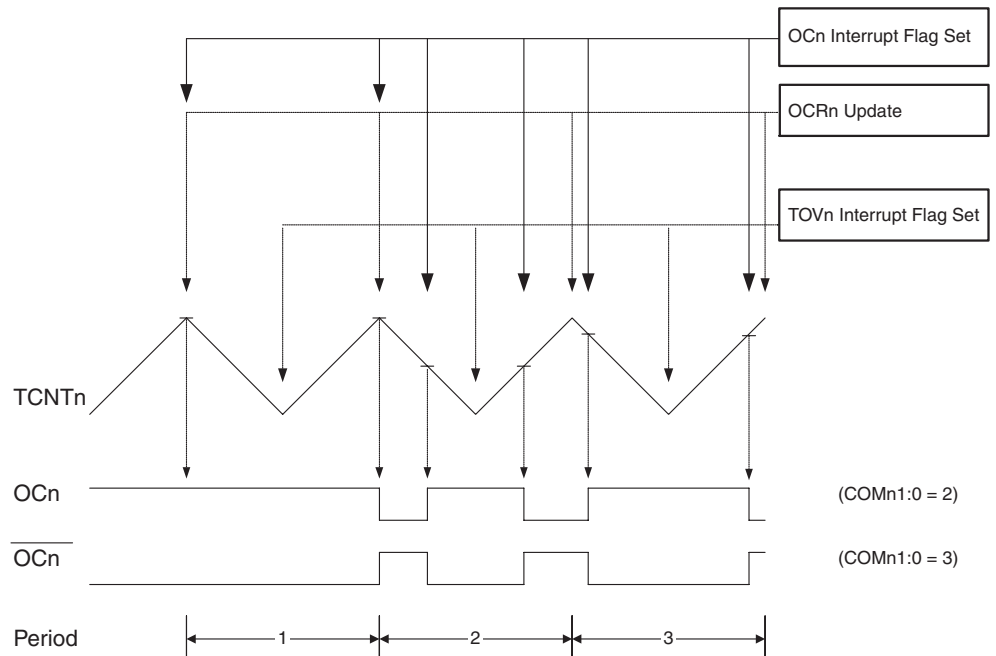 OCn Interrupt Flag Set
OCRn Update
TOVn Interrupt Flag Set
TCNTn
OCn
(COMn1:0 = 2)
OCn
(COMn1:0 = 3)
Period
1
2
3